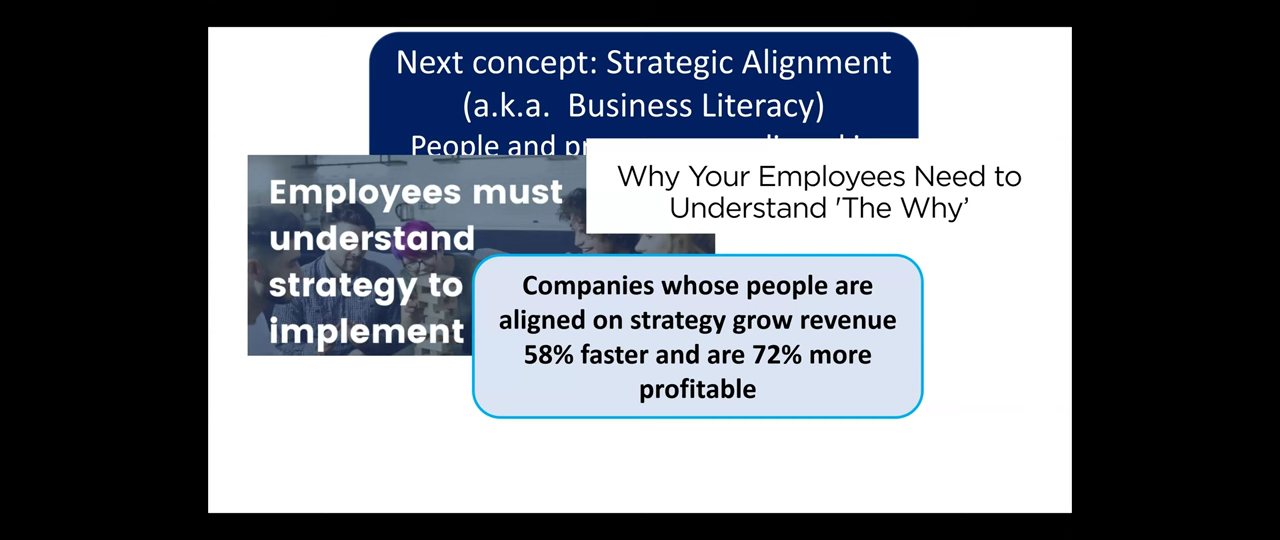 Next concept: Strategic Alignment
(a.k.a. Business Literacy)
People and
Employees must
understand
strategy to
implement
Why Your Employees Need to
Understand 'The Why’
Companies whose people are
aligned on strategy grow revenue
58% faster and are 72% more
profitable